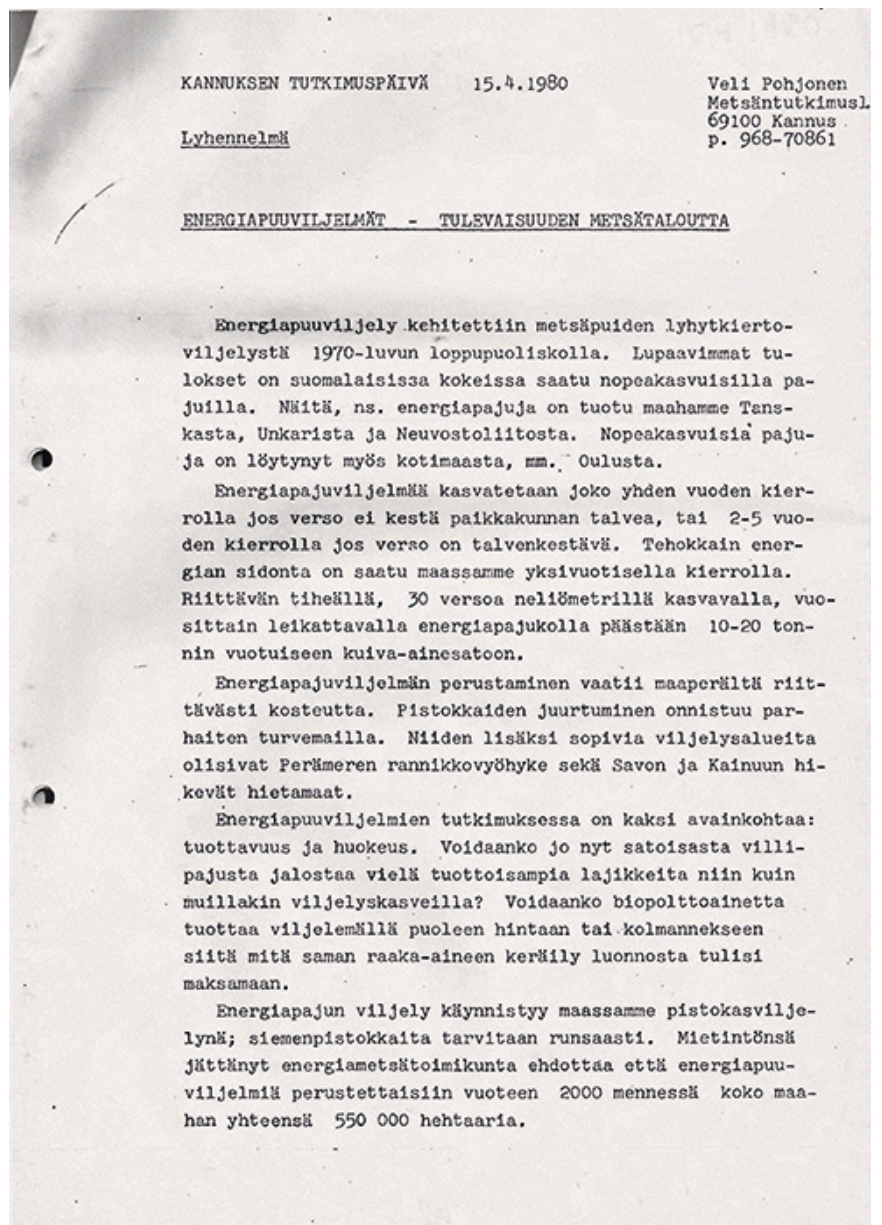 KANNUKSEN TUTKIMUSPÄIVÄ 15.4.1980 Veli Pohjonen
Metsäntutkimusl
69100 Kannus
Lyhennelmä p. 968-70861
ENERGIAPUUVILJELMÄT - TULEVAISUUDEN METSÄTALOUTTA
Energiapuuviljely kehitettiin metsäpuiden lyhytkierto-
viljelystä 1970-luvun loppupuoliskolla. Lupaavimmat tu-
lokset on suomalaisissa kokeissa saatu nopeakasvuisilla pa-
juilla. Näitä, ns. energiapajuja on tuotu maahamme Tans-
kasta, Unkarista ja Neuvostoliitosta. Nopeakasvuisia paju-
ja on löytynyt myös kotimaasta, mm. Oulusta.
Energiapajuviljelmää kasvatetaan joko yhden vuoden kier-
rolla jos verso ei kestä paikkakunnan talvea, tai 2-5 vuo-
den kierrolla jos verso on talvenkestävä. Tehokkain ener-
gian sidonta on saatu maassamme yksivuotisella kierrolla.
Riittävän tiheällä, 30 versoa neliömetrillä kasvavalla, vuo-
sittain leikattavalla energiapajukolla päästään 10-20 ton-
nin vuotuiseen kuiva-ainesatoon.
Energiapajuviljelmän perustaminen vaatii maaperältä riit-
tävästi kosteutta. Pistokkaiden juurtuminen onnistuu par-
haiten turvemailla. Niiden lisäksi sopivia viljelysalueita
olisivat Perämeren rannikkovyöhyke sekä Savon ja Kainuun hi-
kevät hietamaat.
Energiapuuviljelmien tutkimuksessa on kaksi avainkohtaa:
tuottavuus ja huokeus. Voidaanko jo nyt satoisasta villi-
pajusta jalostaa vielä tuottoisampia lajikkeita niin kuin
muillakin viljelyskasveilla? Voidaanko biopolttoainetta
tuottaa viljelemällä puoleen hintaan tai kolmannekseen
siitä mitä saman raaka-aineen keräily luonnosta tulisi
maksamaan.
Energiapajun viljely käynnistyy maassamme pistokasvilje-
lynä; siemenpistokkaita tarvitaan runsaasti. Mietintönsä
jättänyt energiametsätoimikunta ehdottaa että energiapuu-
viljelmiä perustettaisiin vuoteen 2000 mennessä koko maa-
han yhteensä 550 000 hehtaaria.